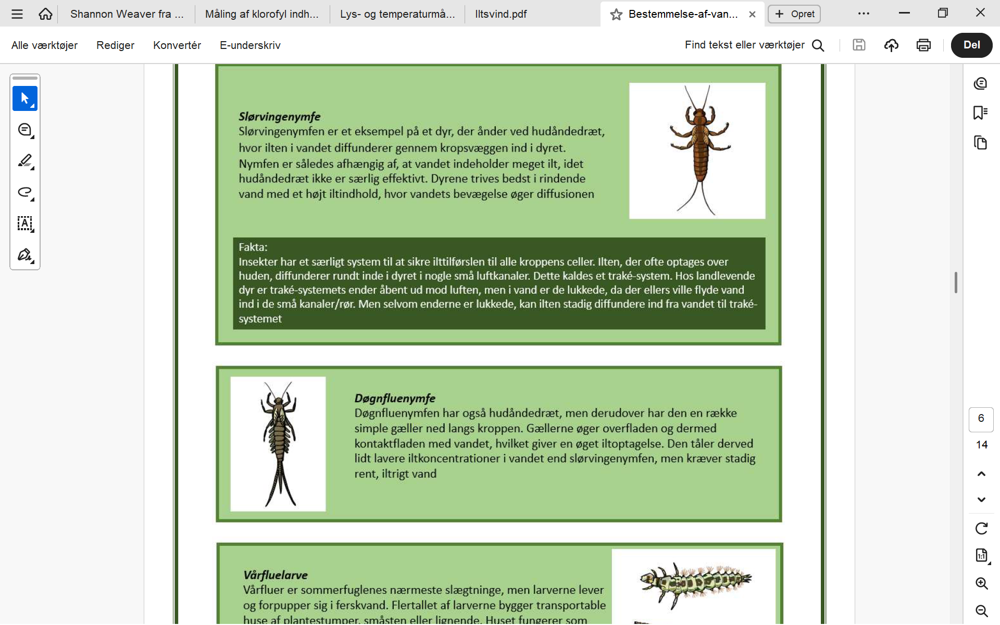 Shannon Weaver fra ...
Måling af klorofyl indh...
Lys- og temperaturmå...
Iltsvind.pdf
Bestemmelse-af-van...
Opret
Alle værktøjer
Rediger
Konvertér
E-underskriv
Find tekst eller værktøjer
Del
Slørvingenymfe
Slørvingenymfen er et eksempel på et dyr, der ånder ved hudåndedræt,
hvor ilten i vandet diffunderer gennem kropsvæggen ind i dyret.
Nymfen er således afhængig af, at vandet indeholder meget ilt, idet
hudåndedræt ikke er særlig effektivt. Dyrene trives bedst i rindende
vand med et højt iltindhold, hvor vandets bevægelse øger diffusionen
Fakta:
Insekter har et særligt system til at sikre ilttilførslen til alle kroppens celler. Ilten, der ofte optages over
huden, diffunderer rundt inde i dyret i nogle små luftkanaler. Dette kaldes et traké-system. Hos landlevende
dyr er traké-systemets ender åbent ud mod luften, men i vand er de lukkede, da der ellers ville flyde vand
ind i de små kanaler/rør. Men selvom enderne er lukkede, kan ilten stadig diffundere ind fra vandet til traké-
systemet
Døgnfluenymfe
Døgnfluenymfen har også hudåndedræt, men derudover har den en række
simple gæller ned langs kroppen. Gællerne øger overfladen og dermed
kontaktfladen med vandet, hvilket giver en øget iltoptagelse. Den tåler derved
lidt lavere iltkoncentrationer i vandet end slørvingenymfen, men kræver stadig
rent, iltrigt vand
Vårfluelarve
Vårfluer er sommerfuglenes nærmeste slægtninge, men larverne lever
og forpupper sig i ferskvand. Flertallet af larverne bygger transportable
huse af plantestumper, småsten eller lignende. Huset fungerer som
6
14
1:1